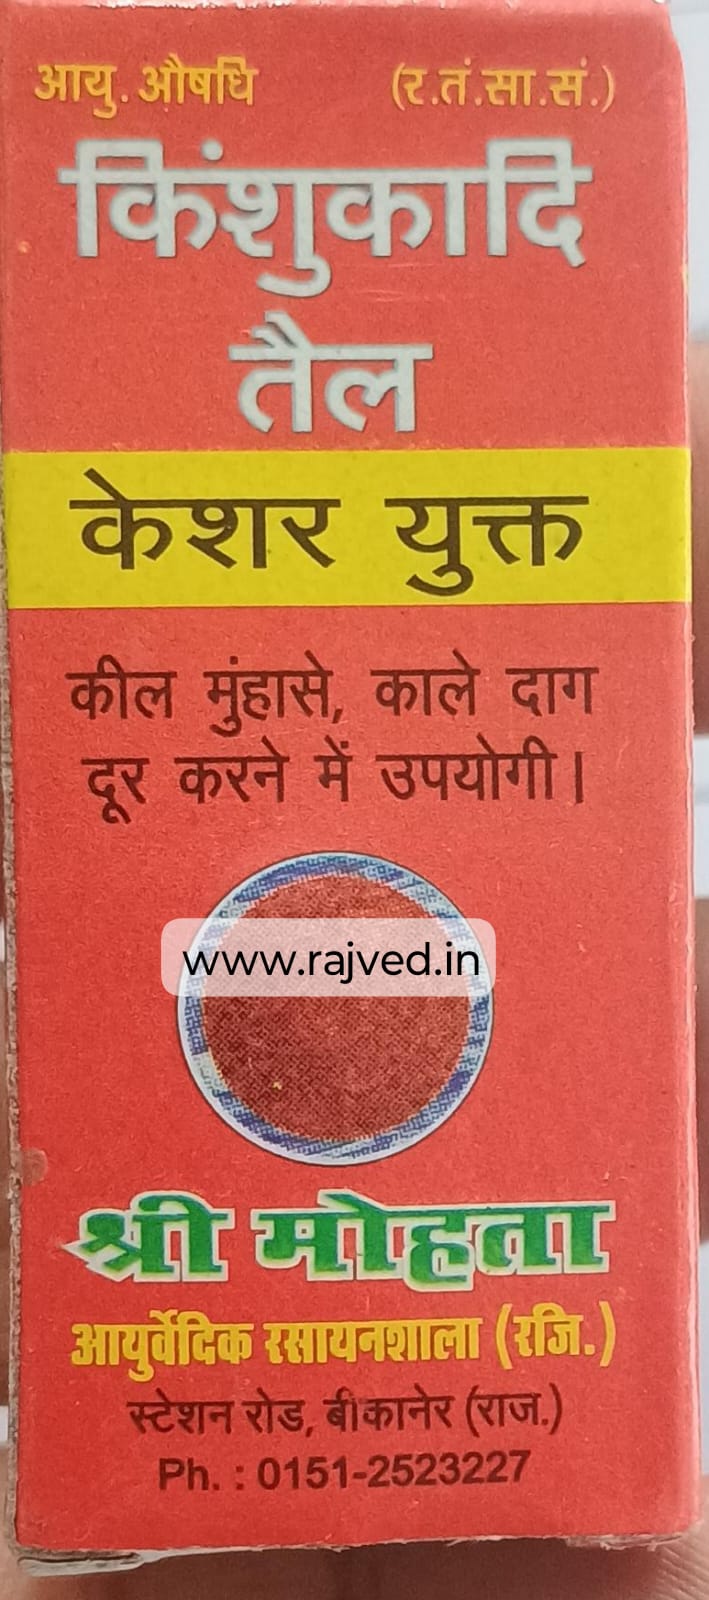 आयु. औषधि (र.तं.सा.सं.)
किंशुकादि
तैल
केशर युक्त
कील मुंहासे, काले दाग
दूर करने में उपयोगी।
www.rajved.in
श्री मोहता
आयुर्वेदिक रसायनशाला (रजि.)
स्टेशन रोड, बीकानेर (राज.)
Ph. : 0151-2523227